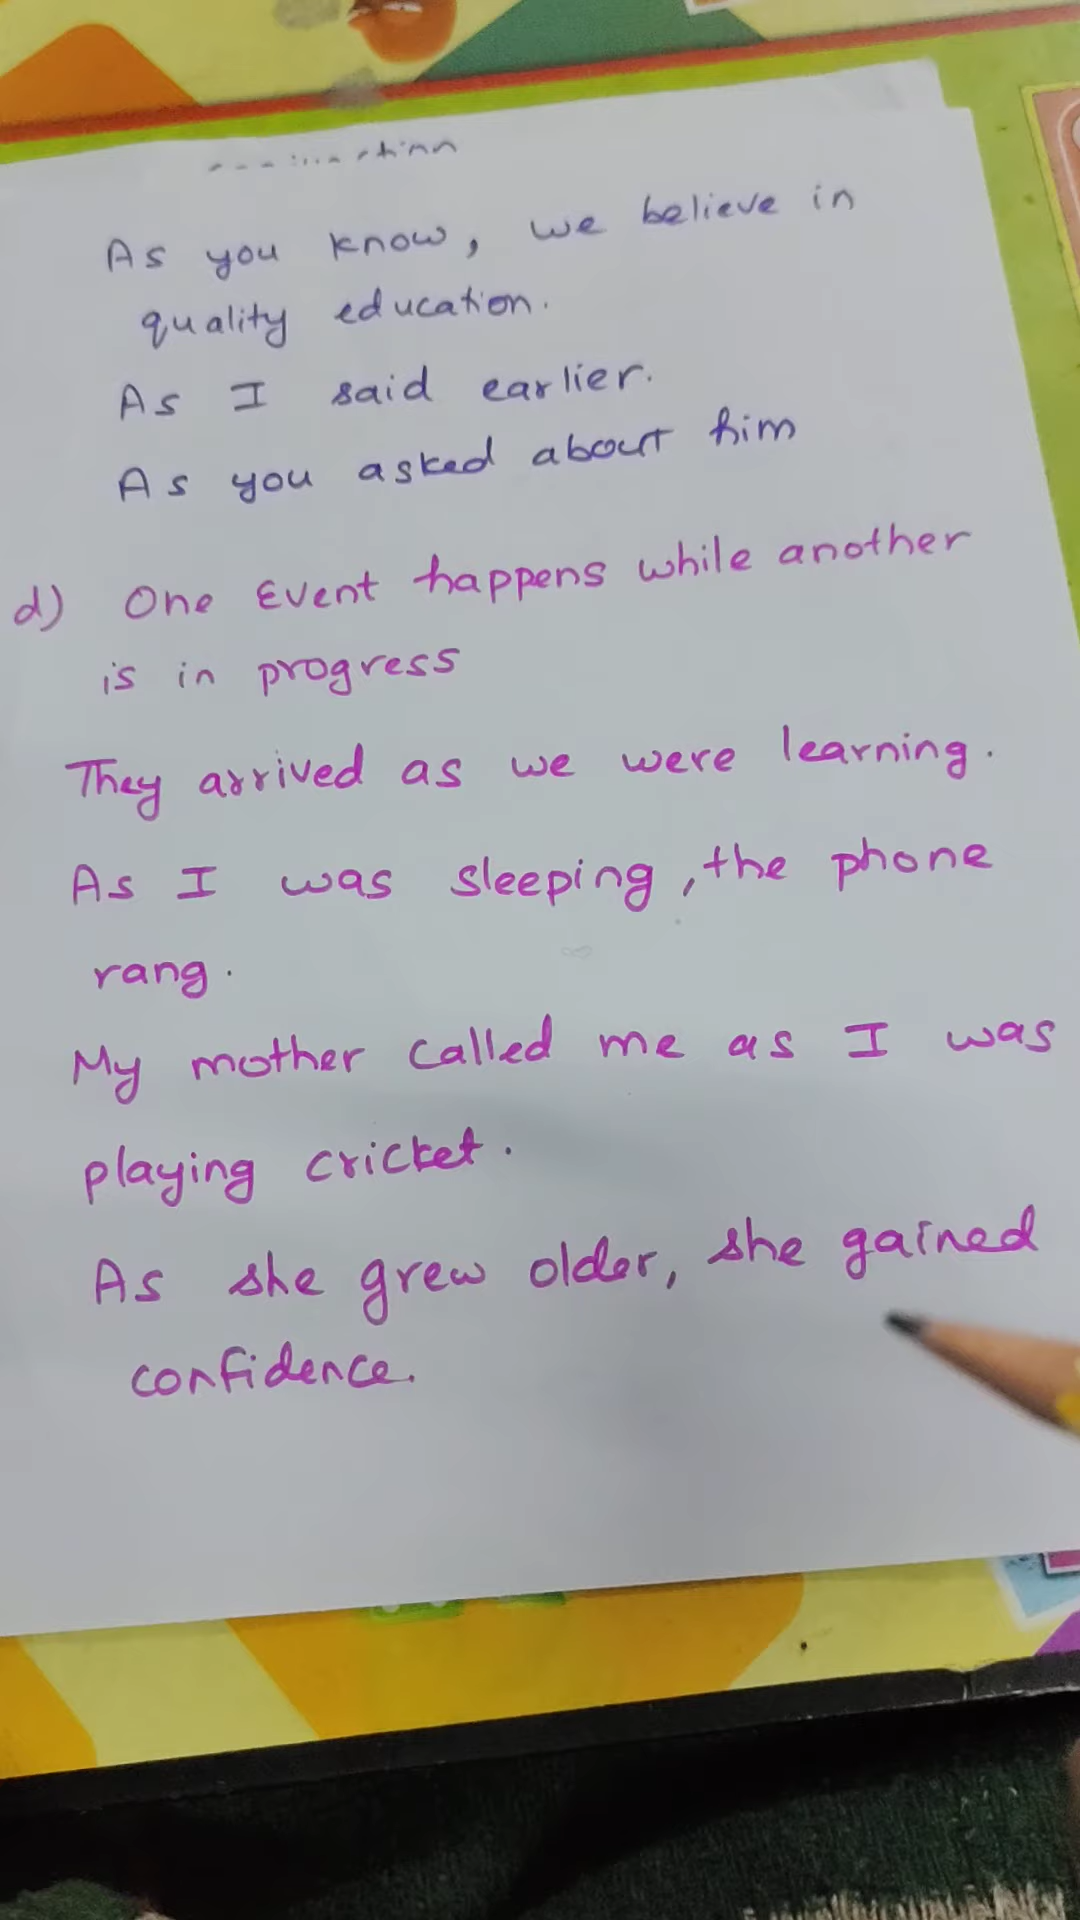 As you know, we believe in
quality education.
As I said earlier.
As you asked about him
d) One Event happens while another
is in progress
They arrived as we were learning.
As I was sleeping, the phone
rang.
My mother called me as I was
playing cricket.
As she grew older, she gained
confidence.